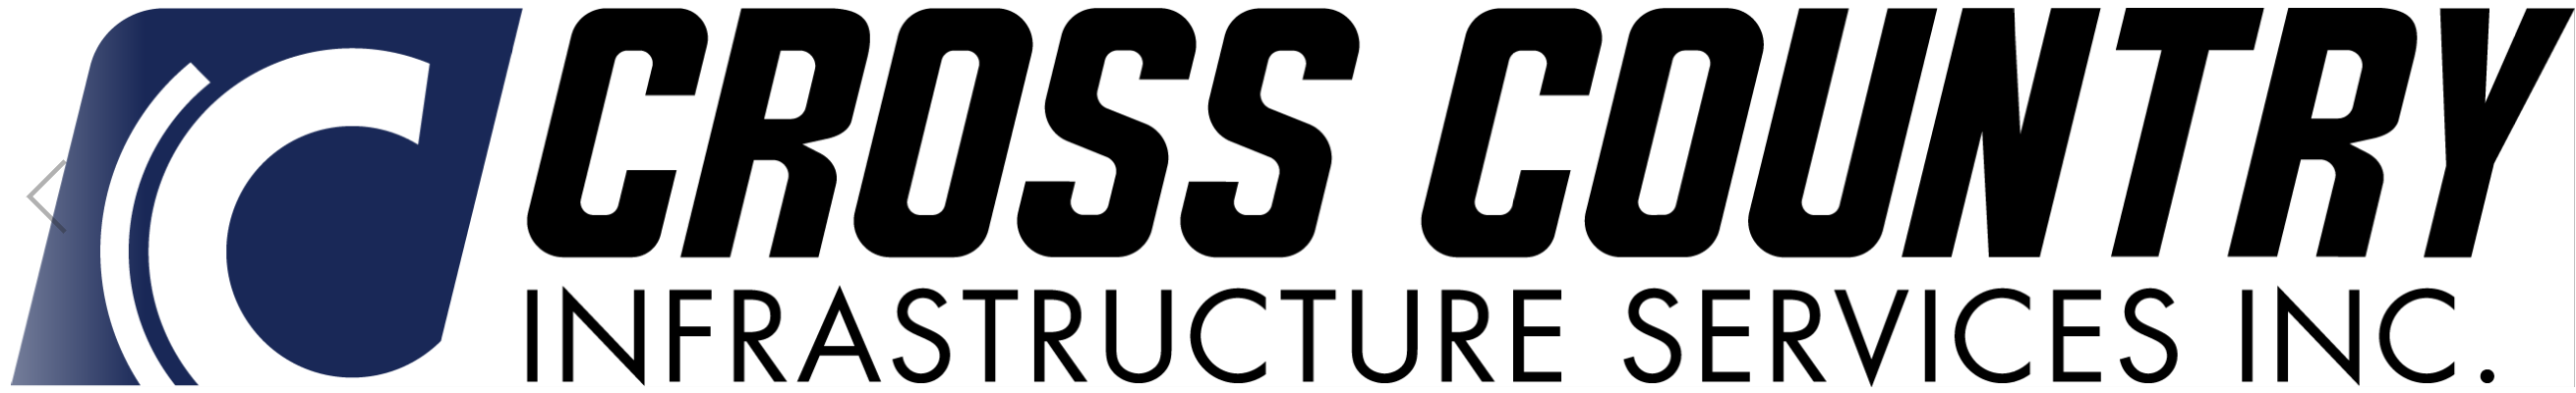 CROSS COUNTRY
INFRASTRUCTURE SERVICES INC.